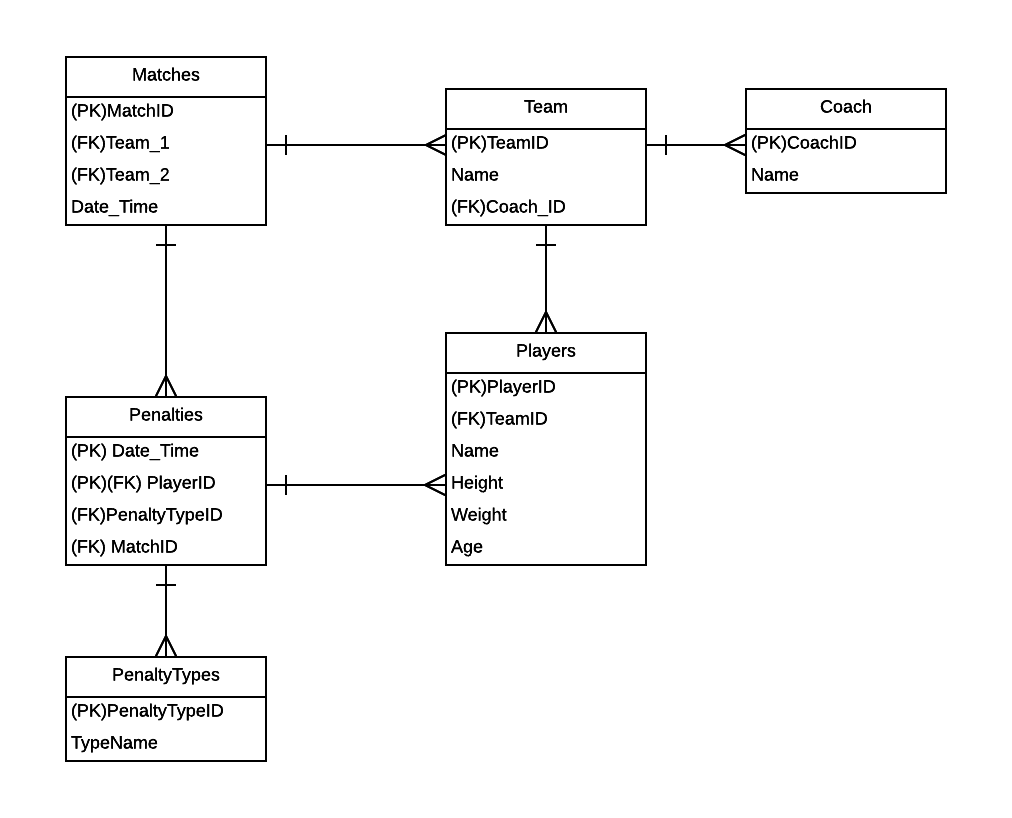 Matches
(PK)MatchID
(FK)Team_1
(FK)Team_2
Date_Time
Team
(PK)TeamID
Name
(FK)Coach_ID
Coach
(PK)CoachID
Name
Penalties
(PK) Date_Time
(PK)(FK) PlayerID
(FK)PenaltyTypeID
(FK) MatchID
Players
(PK)PlayerID
(FK)TeamID
Name
Height
Weight
Age
PenaltyTypes
(PK)PenaltyTypeID
TypeName